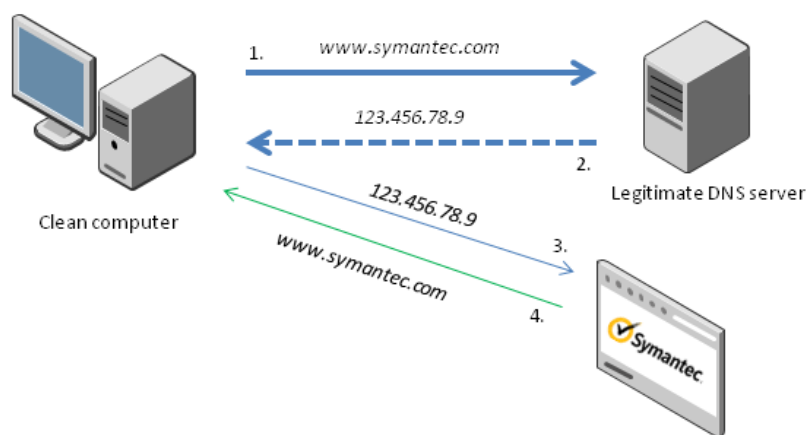 1.
www.symantec.com
123.456.78.9
2.
Clean computer
Legitimate DNS server
123.456.78.9
3.
www.symantec.com
4.
Symantec.